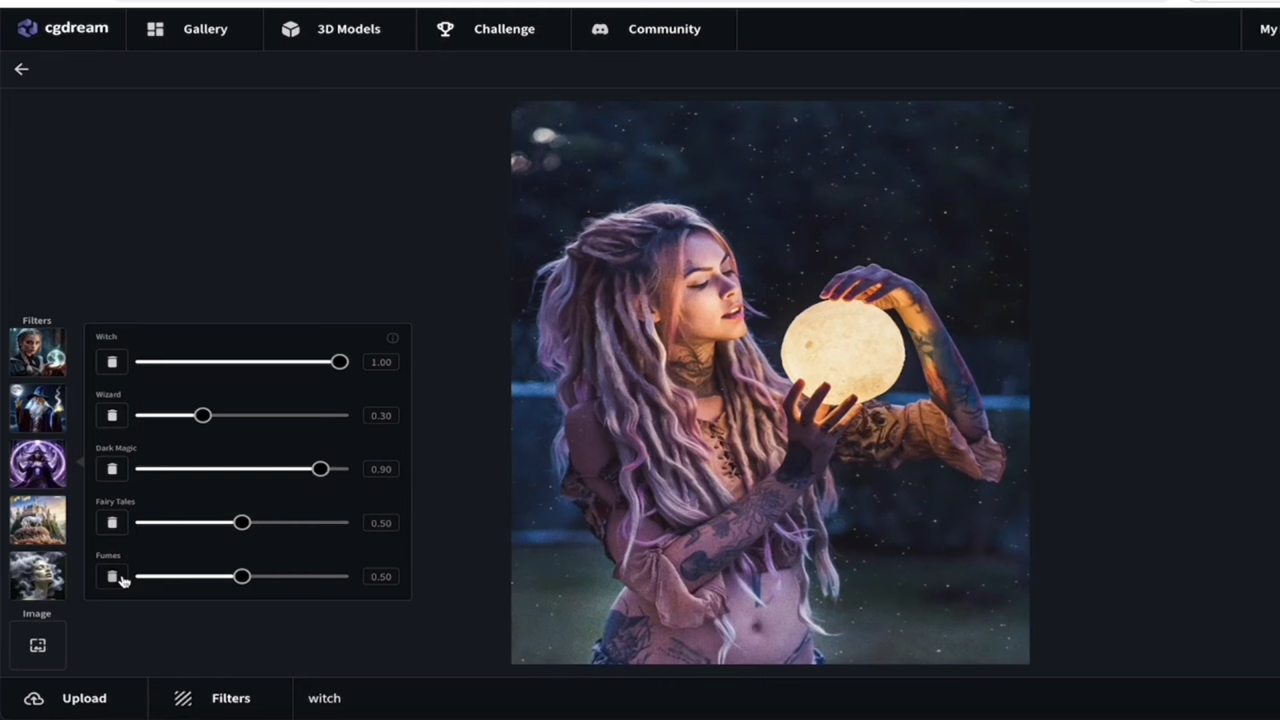 cgdream
Gallery
3D Models
Challenge
Community
My
Filters
Witch
1.00
Wizard
0.30
Dark Magic
0.90
Fairy Tales
0.50
Fumes
0.50
Image
Upload
Filters
witch